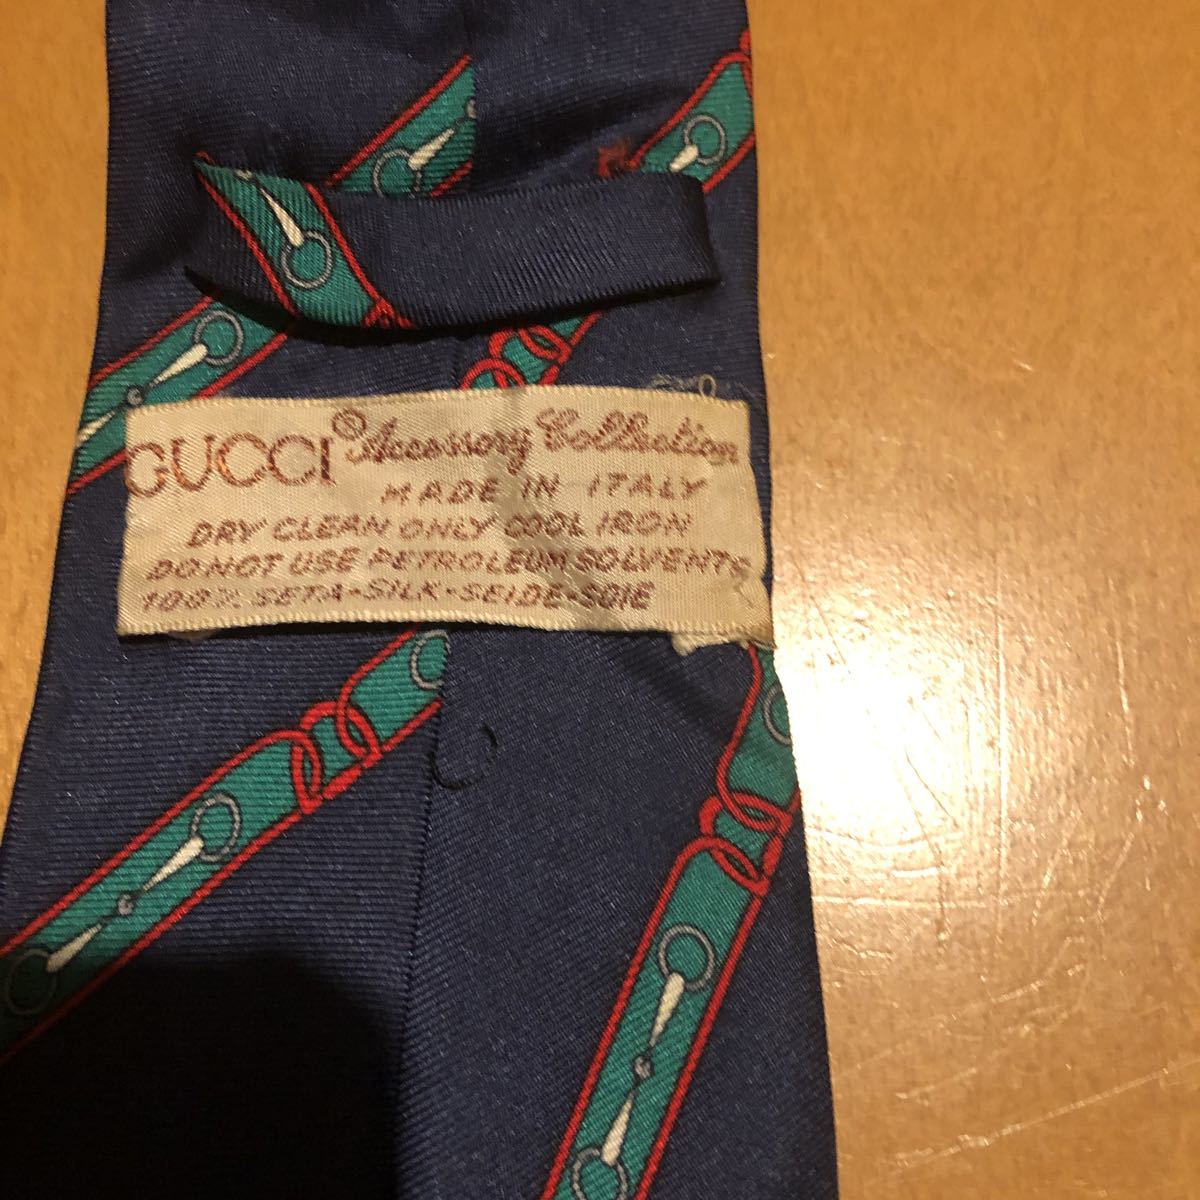 GUCCI ® Accessory Collection
MADE IN ITALY
DRY CLEAN ONLY COOL IRON
DO NOT USE PETROLEUM SOLVENTS
100% SETA-SILK-SEIDE-SOIE